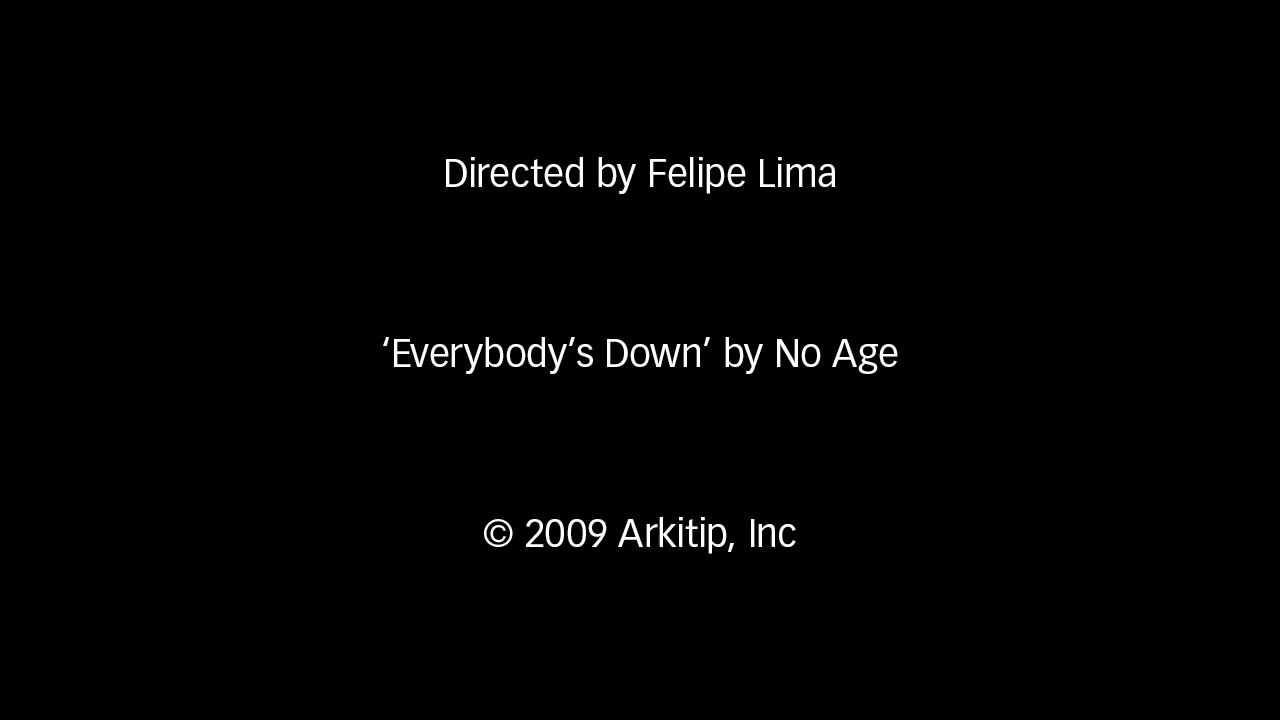 Directed by Felipe Lima
‘Everybody’s Down’ by No Age
© 2009 Arkitip, Inc